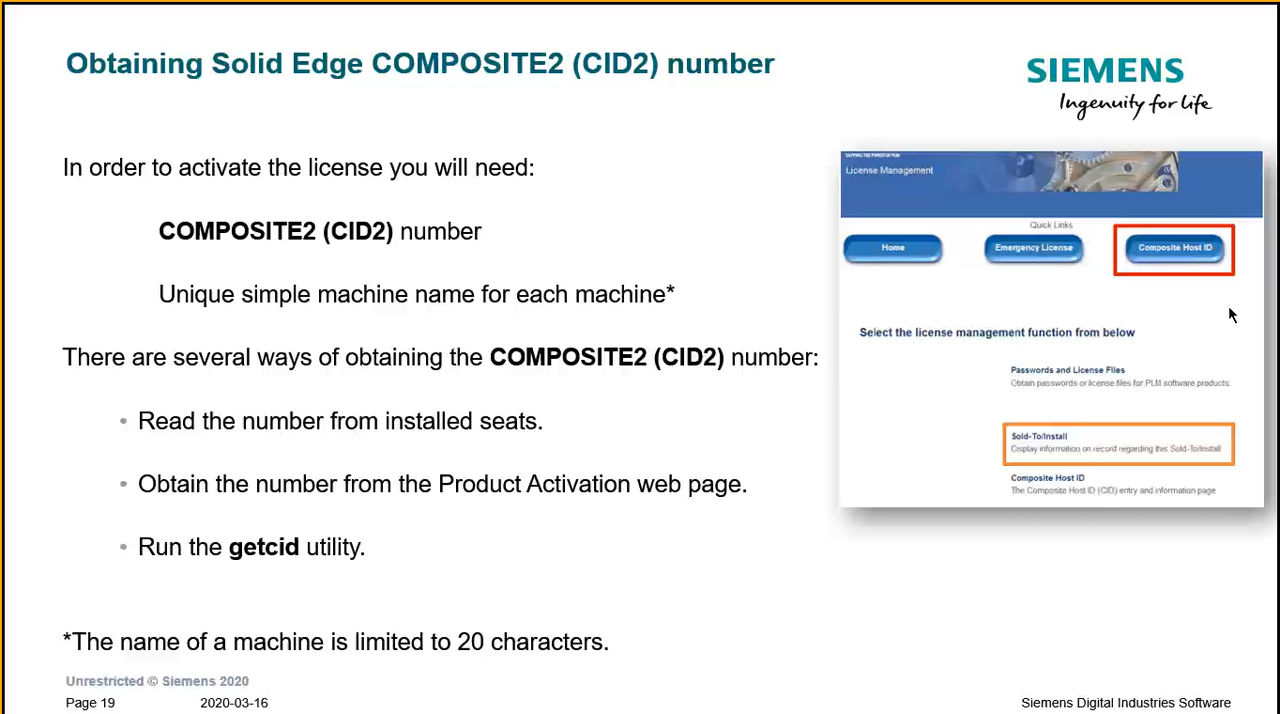 Obtaining Solid Edge COMPOSITE2 (CID2) number
SIEMENS
Ingenuity for life
In order to activate the license you will need:
COMPOSITE2 (CID2) number
Unique simple machine name for each machine*
There are several ways of obtaining the COMPOSITE2 (CID2) number:
• Read the number from installed seats.
• Obtain the number from the Product Activation web page.
• Run the getcid utility.
*The name of a machine is limited to 20 characters.
License Management
Quick Links
Home
Emergency License
Composite Host ID
Select the license management function from below
Passwords and License Files
Obtain passwords or license files for PLM software products.
Sold-To/Install
Display information on record regarding this Sold-To/Install
Composite Host ID
The Composite Host ID (CID) entry and information page
Unrestricted © Siemens 2020
Page 19
2020-03-16
Siemens Digital Industries Software